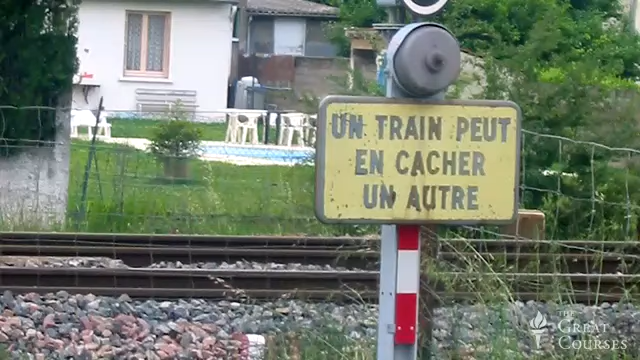 UN TRAIN PEUT
EN CACHER
UN AUTRE
THE
GREAT
COURSES